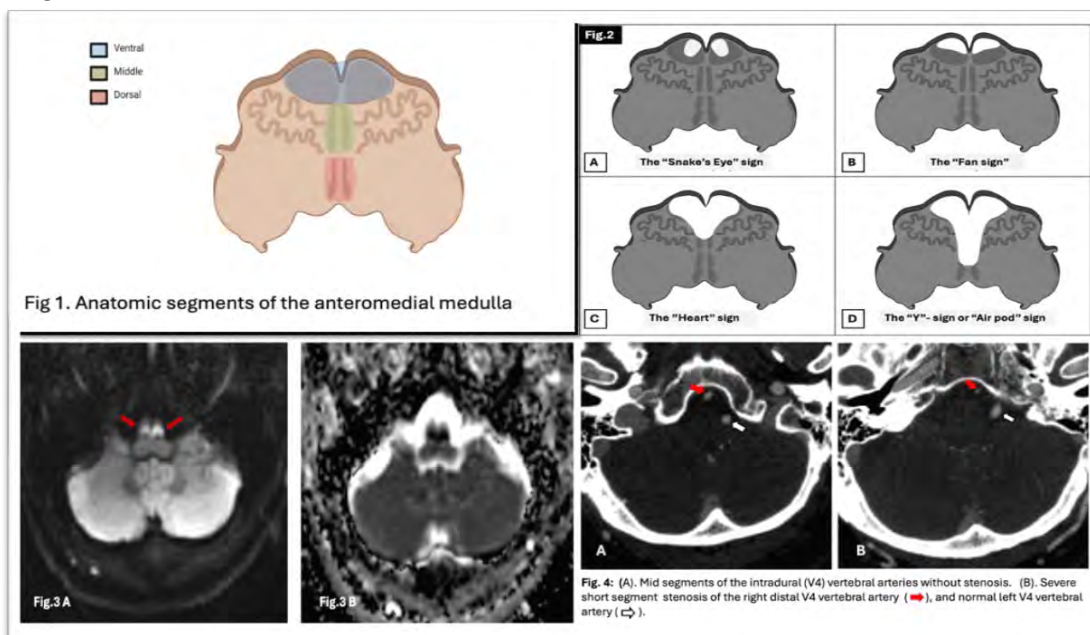 Ventral
Middle
Dorsal
Fig 1. Anatomic segments of the anteromedial medulla
Fig.2
A
The "Snake's Eye" sign
B
The "Fan sign"
C
The "Heart" sign
D
The "Y"- sign or "Air pod" sign
Fig.3 A
Fig.3 B
A
B
Fig. 4: (A). Mid segments of the intradural (V4) vertebral arteries without stenosis. (B). Severe
short segment stenosis of the right distal V4 vertebral artery ( ), and normal left V4 vertebral
artery ( ).